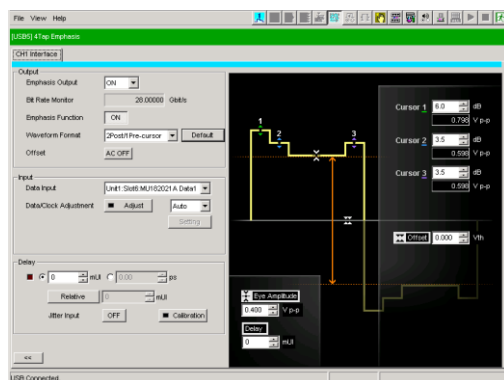 File View Help
[USB5] 4Tap Emphasis
CH1 Interface
Output
Emphasis Output ON
Bit Rate Monitor 28.00000 Gbit/s
Emphasis Function ON
Waveform Format 2Post/1Pre-cursor Default
Offset AC OFF
Input
Data Input Unit1:Slot6:MU182021A Data1
Data/Clock Adjustment Adjust Auto
Setting
Delay
0 mUI 0.00 ps
Relative 0 mUI
Jitter Input OFF Calibration
<<
1
2
3
Cursor 1 6.0 dB
0.798 V p-p
Cursor 2 3.5 dB
0.598 V p-p
Cursor 3 3.5 dB
0.598 V p-p
Offset 0.000 Vth
Eye Amplitude
0.400 V p-p
Delay
0 mUI
USB Connected.